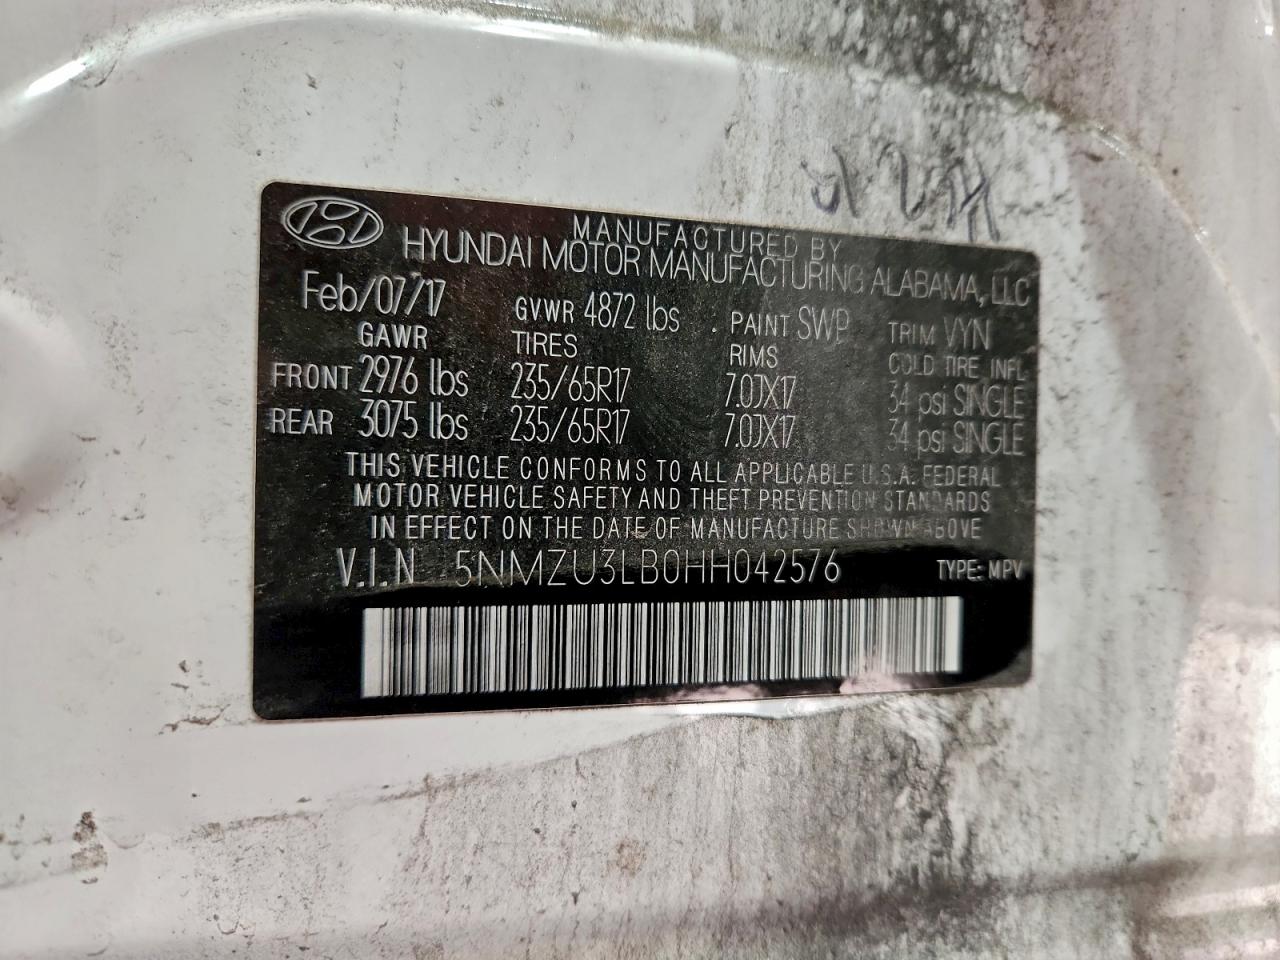 MANUFACTURED BY
HYUNDAI MOTOR MANUFACTURING ALABAMA, LLC
Feb/07/17 GVWR 4872 lbs . PAINT SWP TRIM VYN
GAWR TIRES RIMS COLD TIRE INFL
FRONT 2976 lbs 235/65R17 7.0JX17 34 psi SINGLE
REAR 3075 lbs 235/65R17 7.0JX17 34 psi SINGLE
THIS VEHICLE CONFORMS TO ALL APPLICABLE U.S.A. FEDERAL
MOTOR VEHICLE SAFETY AND THEFT PREVENTION STANDARDS
IN EFFECT ON THE DATE OF MANUFACTURE SHOWN ABOVE
V.I.N 5NMZU3LB0HH042576 TYPE: MPV